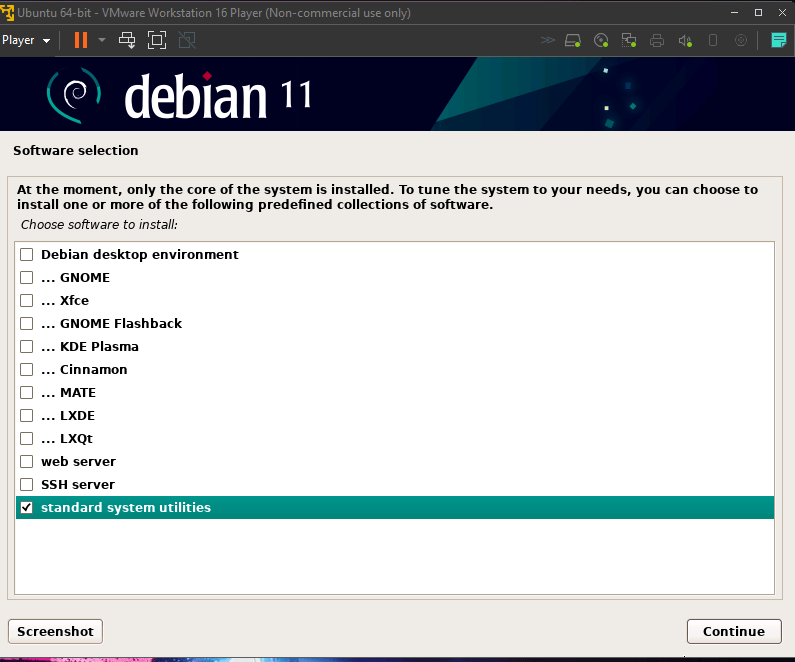 Ubuntu 64-bit - VMware Workstation 16 Player (Non-commercial use only)
Player
debian 11
Software selection
At the moment, only the core of the system is installed. To tune the system to your needs, you can choose to
install one or more of the following predefined collections of software.
Choose software to install:
Debian desktop environment
... GNOME
... Xfce
... GNOME Flashback
... KDE Plasma
... Cinnamon
... MATE
... LXDE
... LXQt
web server
SSH server
standard system utilities
Screenshot
Continue